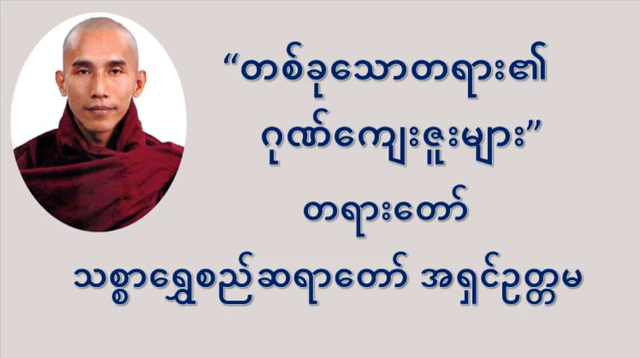 “တစ်ခုသောတရား၏
ဂုဏ်ကျေးဇူးများ”
တရားတော်
သစ္စာရွှေစည်ဆရာတော် အရှင်ဥတ္တမ